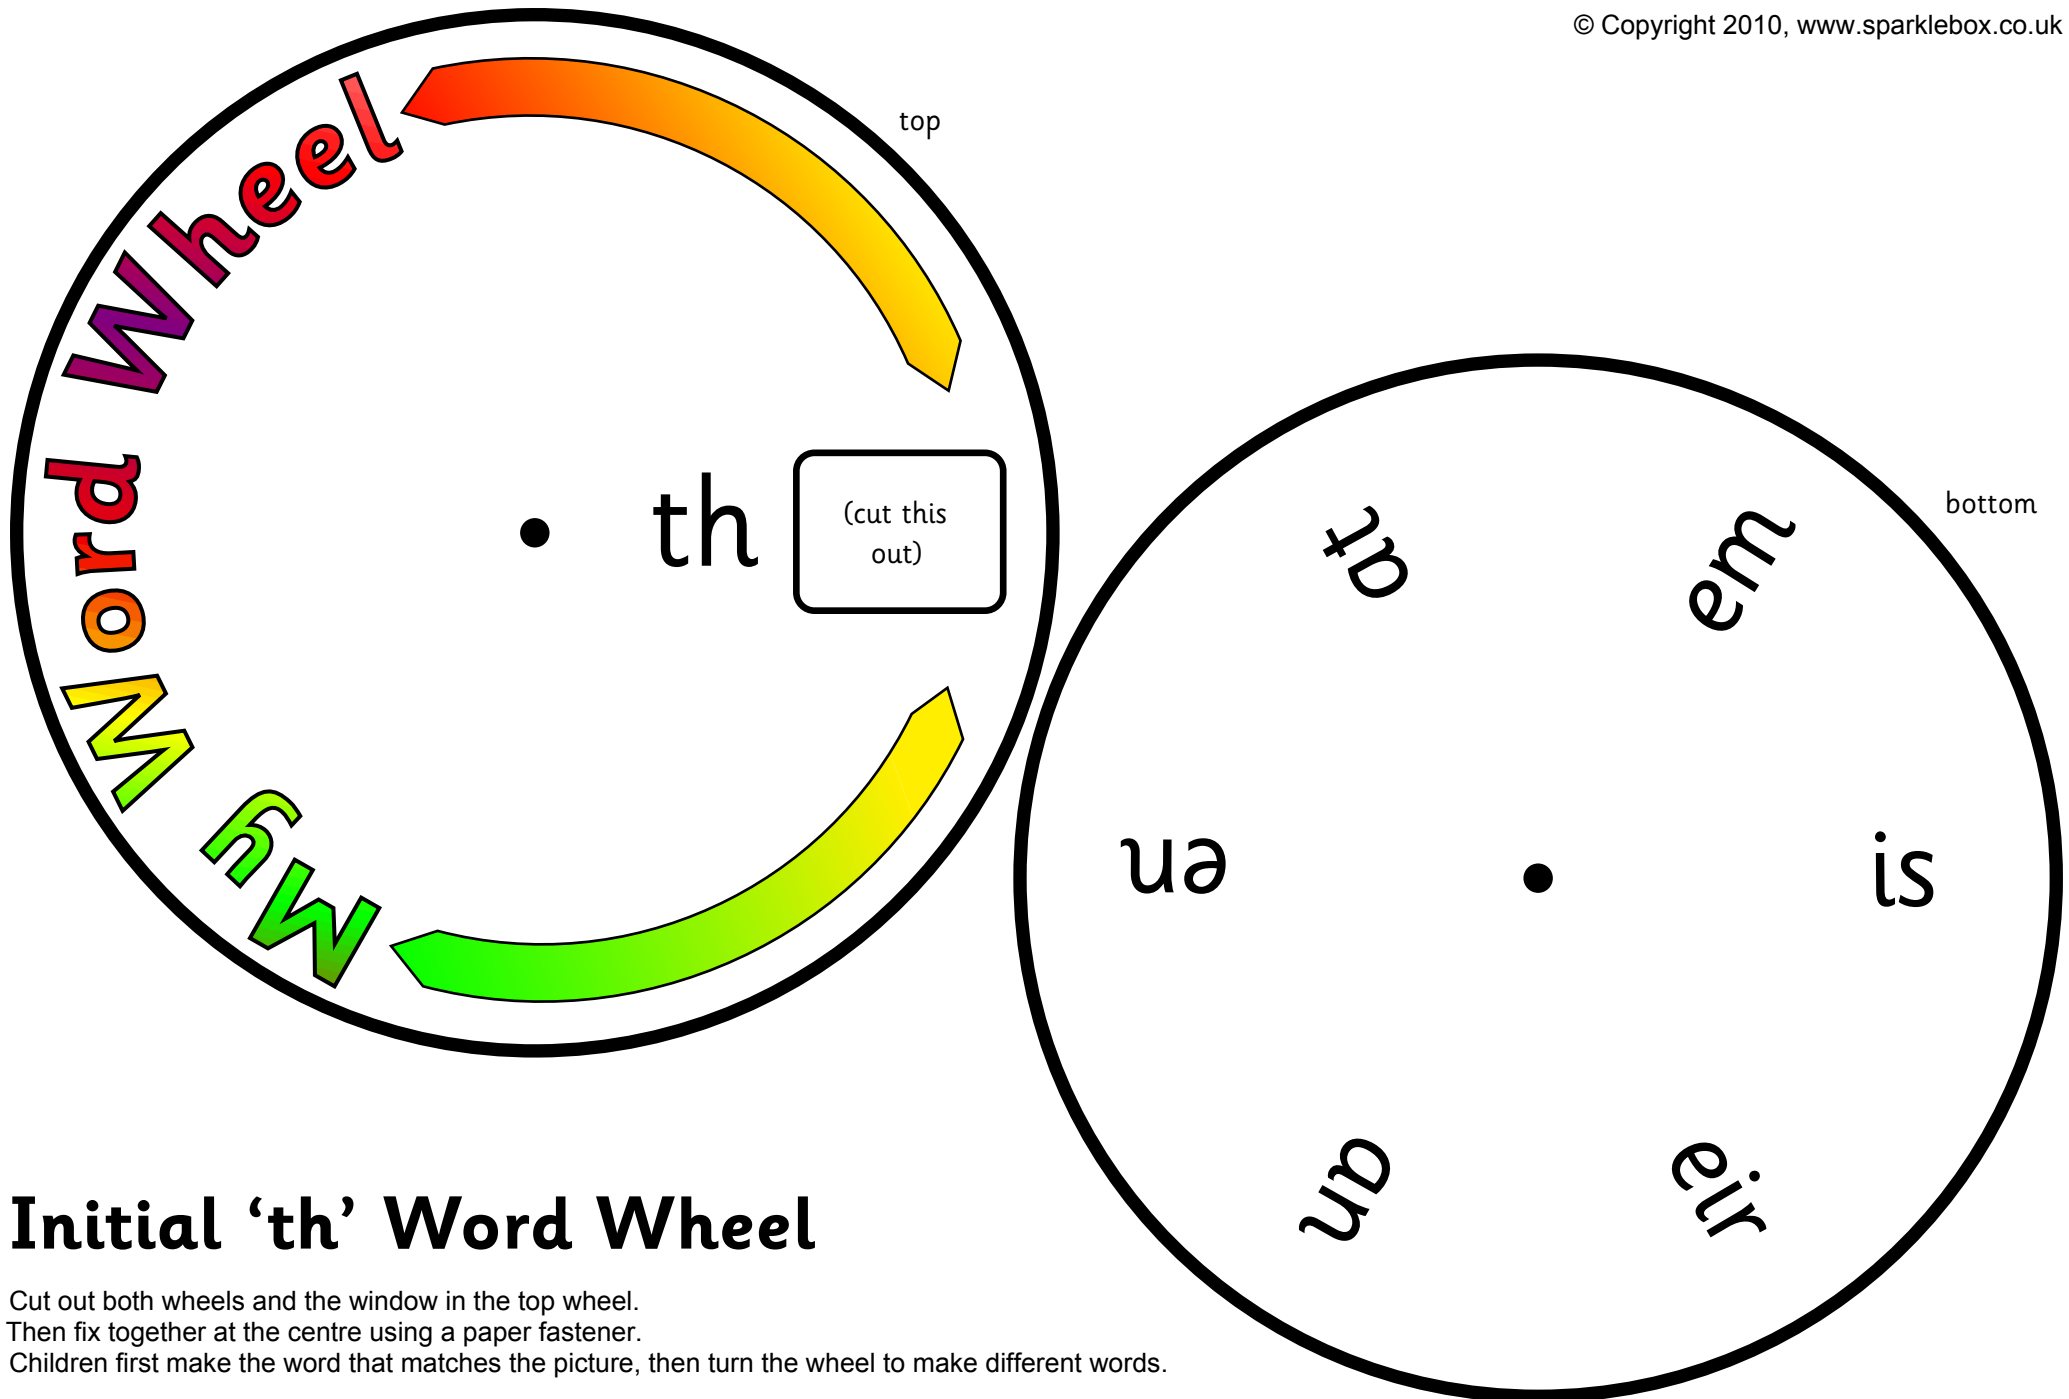 © Copyright 2010, www.sparklebox.co.uk
My Word Wheel
top
th
(cut this
out)
bottom
at
em
en
is
an
eir
Initial ‘th’ Word Wheel
Cut out both wheels and the window in the top wheel.
Then fix together at the centre using a paper fastener.
Children first make the word that matches the picture, then turn the wheel to make different words.